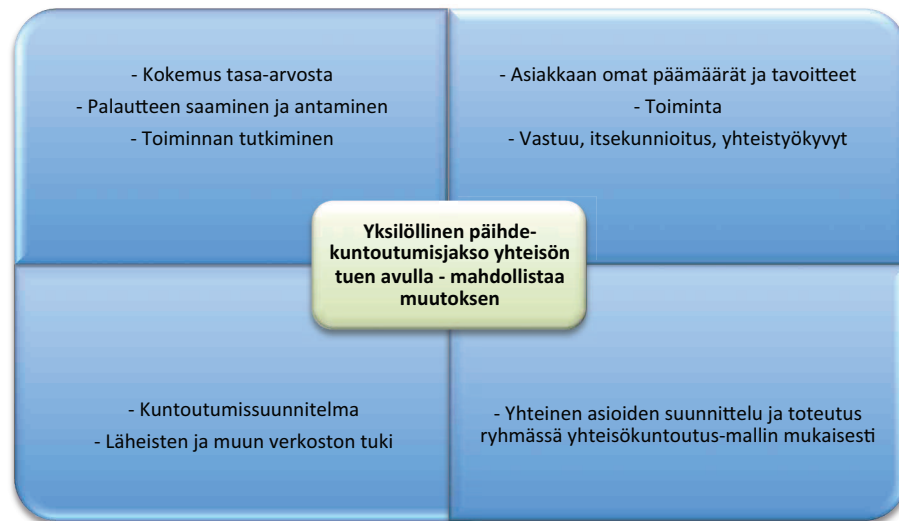 - Kokemus tasa-arvosta
- Palautteen saaminen ja antaminen
- Toiminnan tutkiminen
- Asiakkaan omat päämäärät ja tavoitteet
- Toiminta
- Vastuu, itsekunnioitus, yhteistyökyvyt
Yksilöllinen päihde-
kuntoutumisjakso yhteisön
tuen avulla - mahdollistaa
muutoksen
- Kuntoutumissuunnitelma
- Läheisten ja muun verkoston tuki
- Yhteinen asioiden suunnittelu ja toteutus
ryhmässä yhteisökuntoutus-mallin mukaisesti